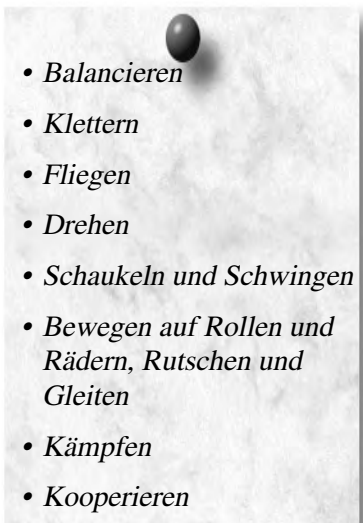 • Balancieren
• Klettern
• Fliegen
• Drehen
• Schaukeln und Schwingen
• Bewegen auf Rollen und
Rädern, Rutschen und
Gleiten
• Kämpfen
• Kooperieren